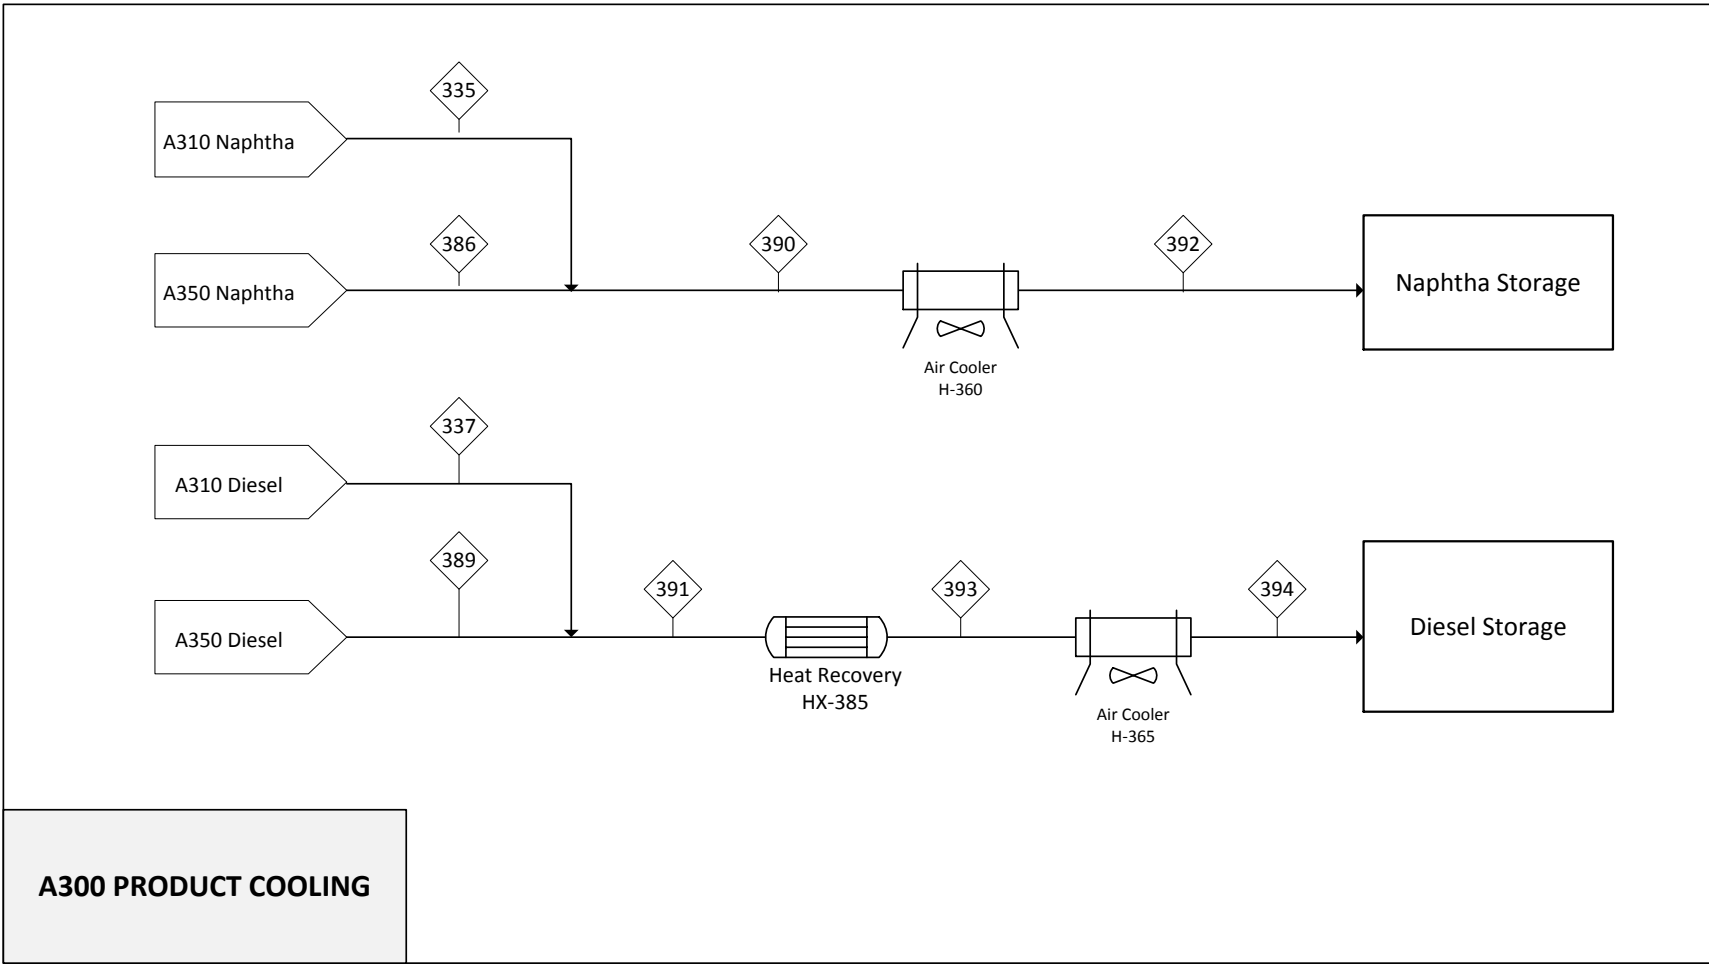 335
A310 Naphtha
386
390
392
A350 Naphtha
Naphtha Storage
Air Cooler
H-360
337
A310 Diesel
389
391
393
394
A350 Diesel
Diesel Storage
Heat Recovery
HX-385
Air Cooler
H-365
A300 PRODUCT COOLING